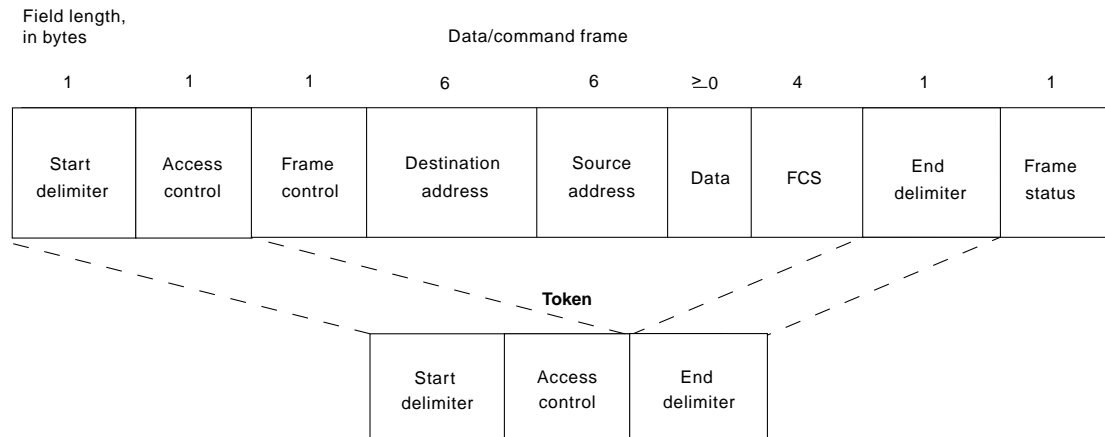 Field length,
in bytes
Data/command frame
1 1 1 6 6 ≥0 4 1 1
Start
delimiter
Access
control
Frame
control
Destination
address
Source
address
Data
FCS
End
delimiter
Frame
status
Token
Start
delimiter
Access
control
End
delimiter